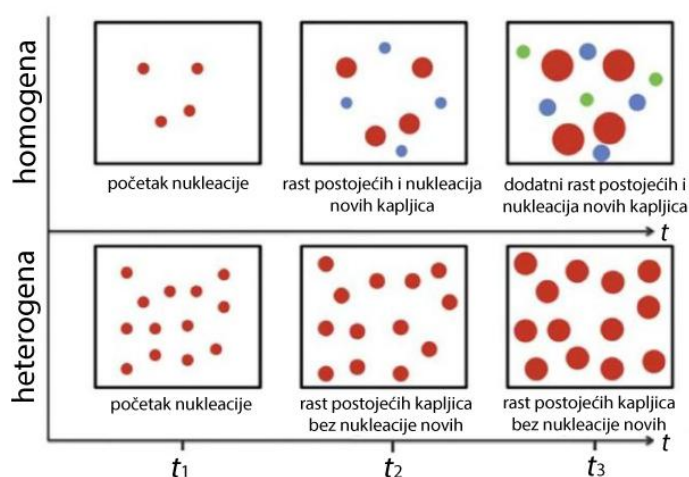 homogena
početak nukleacije
rast postojećih i nukleacija
novih kapljica
dodatni rast postojećih i
nukleacija novih kapljica
t
heterogena
početak nukleacije
rast postojećih kapljica
bez nukleacije novih
rast postojećih kapljica
bez nukleacije novih
t
t1
t2
t3